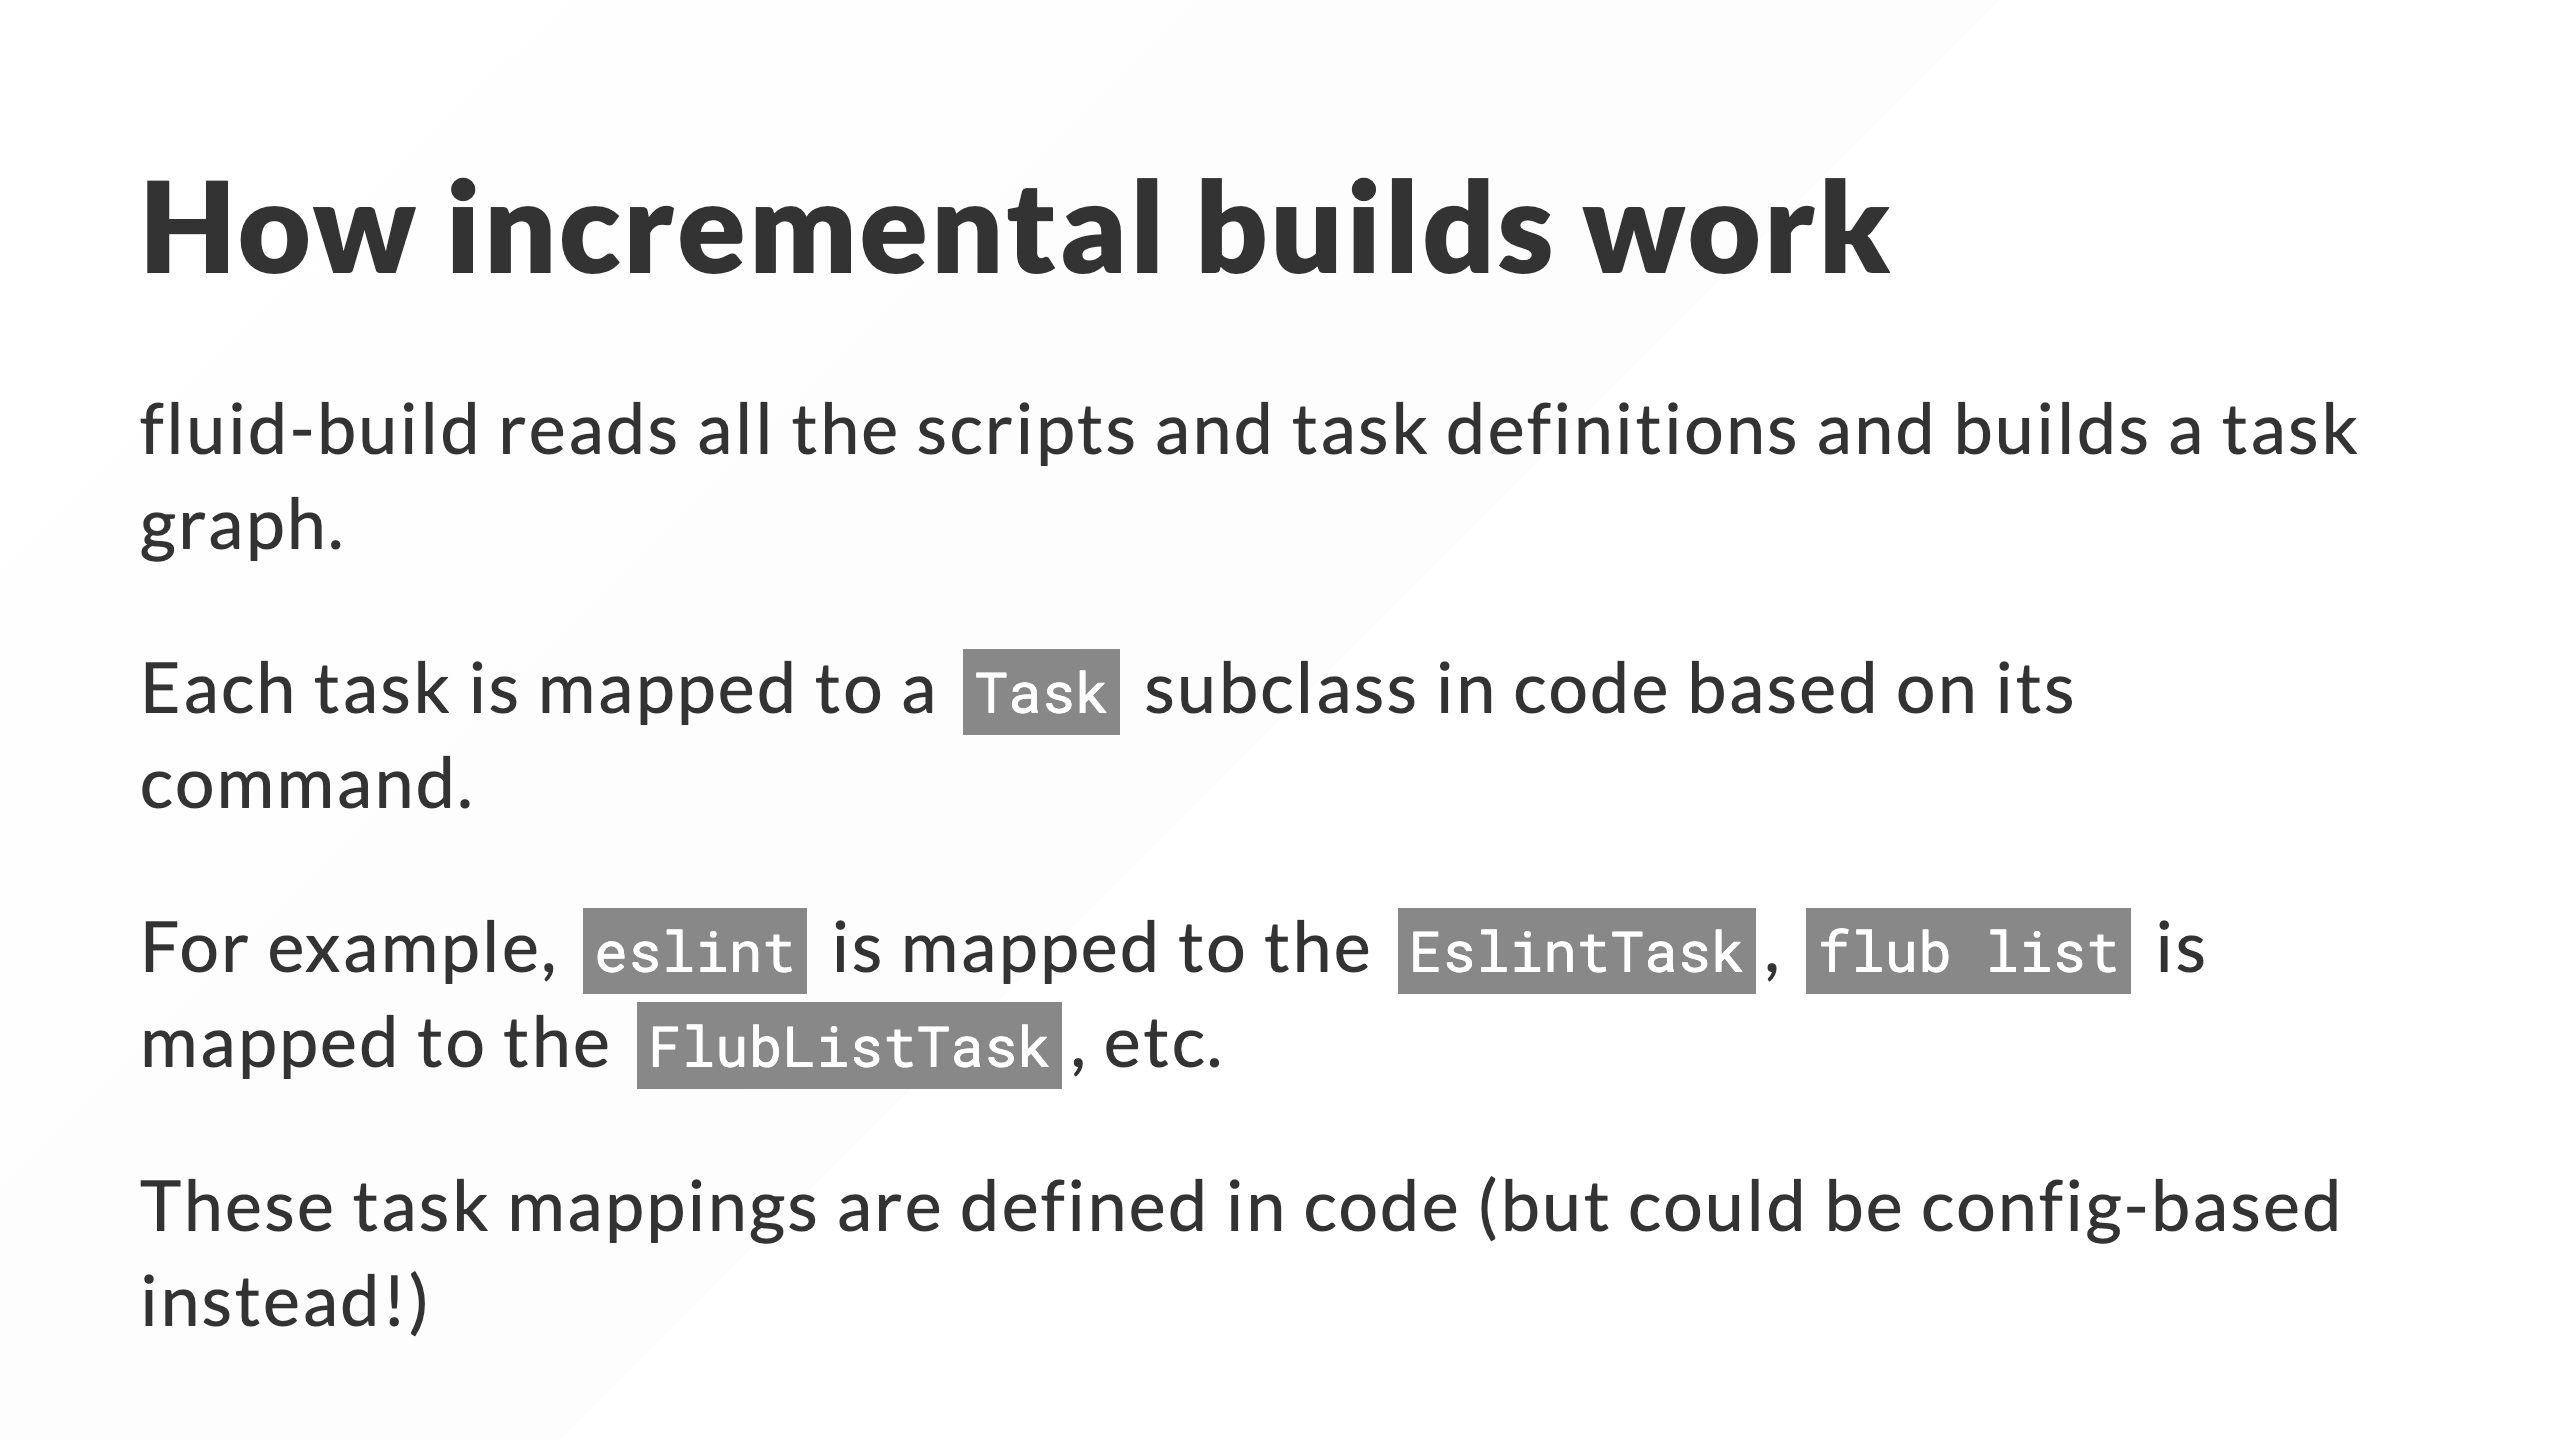 How incremental builds work
fluid-build reads all the scripts and task definitions and builds a task
graph.
Each task is mapped to a Task subclass in code based on its
command.
For example, eslint is mapped to the EslintTask, flub list is
mapped to the FlubListTask, etc.
These task mappings are defined in code (but could be config-based
instead!)